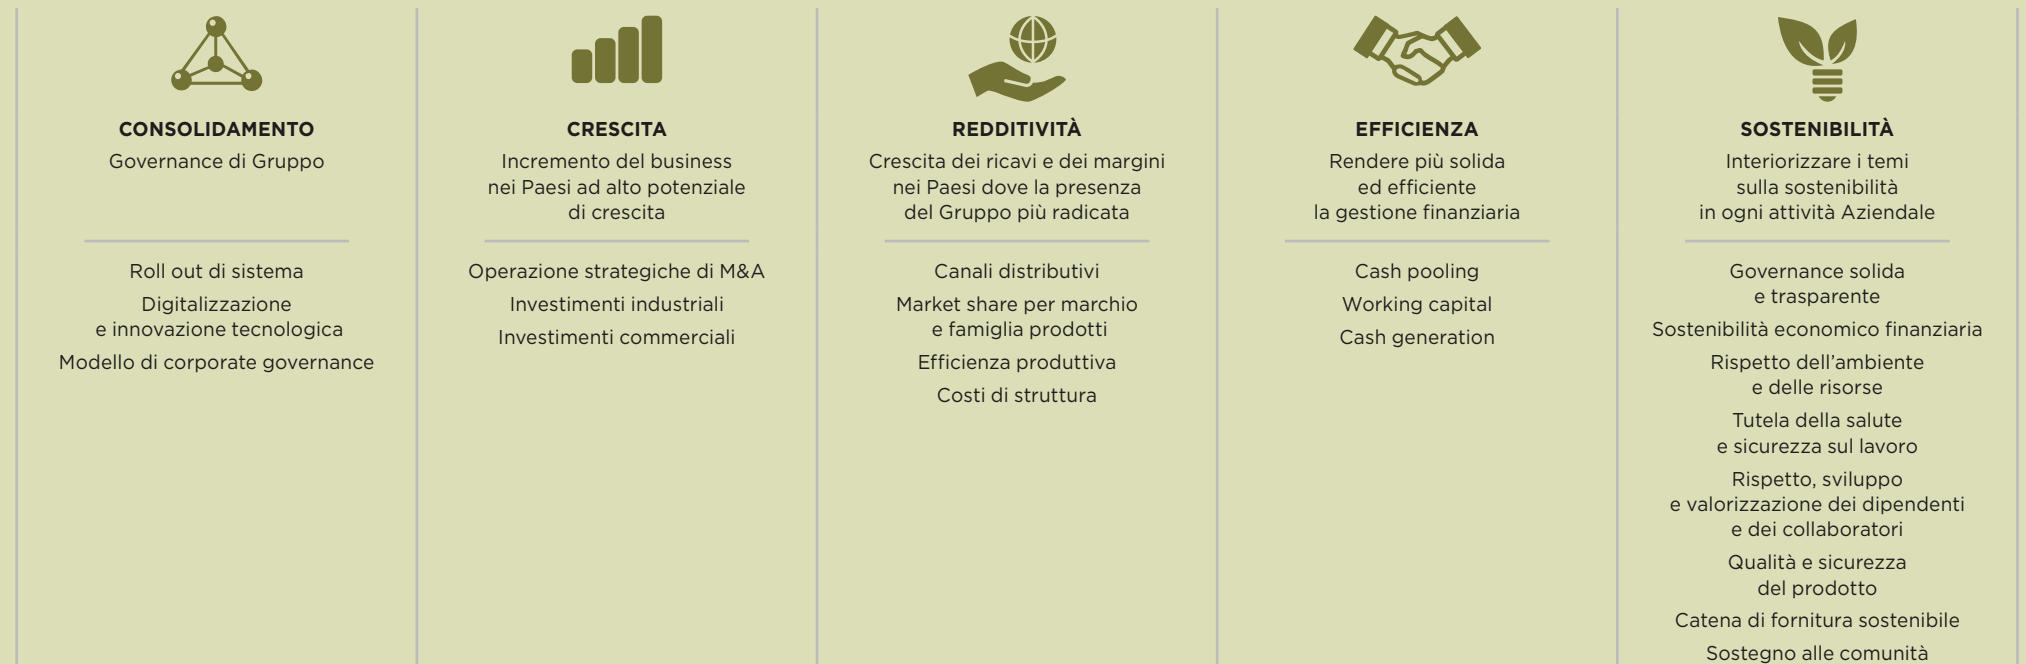 CONSOLIDAMENTO
Governance di Gruppo
Roll out di sistema
Digitalizzazione
e innovazione tecnologica
Modello di corporate governance
CRESCITA
Incremento del business
nei Paesi ad alto potenziale
di crescita
Operazione strategiche di M&A
Investimenti industriali
Investimenti commerciali
REDDITIVITÀ
Crescita dei ricavi e dei margini
nei Paesi dove la presenza
del Gruppo più radicata
Canali distributivi
Market share per marchio
e famiglia prodotti
Efficienza produttiva
Costi di struttura
EFFICIENZA
Rendere più solida
ed efficiente
la gestione finanziaria
Cash pooling
Working capital
Cash generation
SOSTENIBILITÀ
Interiorizzare i temi
sulla sostenibilità
in ogni attività Aziendale
Governance solida
e trasparente
Sostenibilità economico finanziaria
Rispetto dell’ambiente
e delle risorse
Tutela della salute
e sicurezza sul lavoro
Rispetto, sviluppo
e valorizzazione dei dipendenti
e dei collaboratori
Qualità e sicurezza
del prodotto
Catena di fornitura sostenibile
Sostegno alle comunità